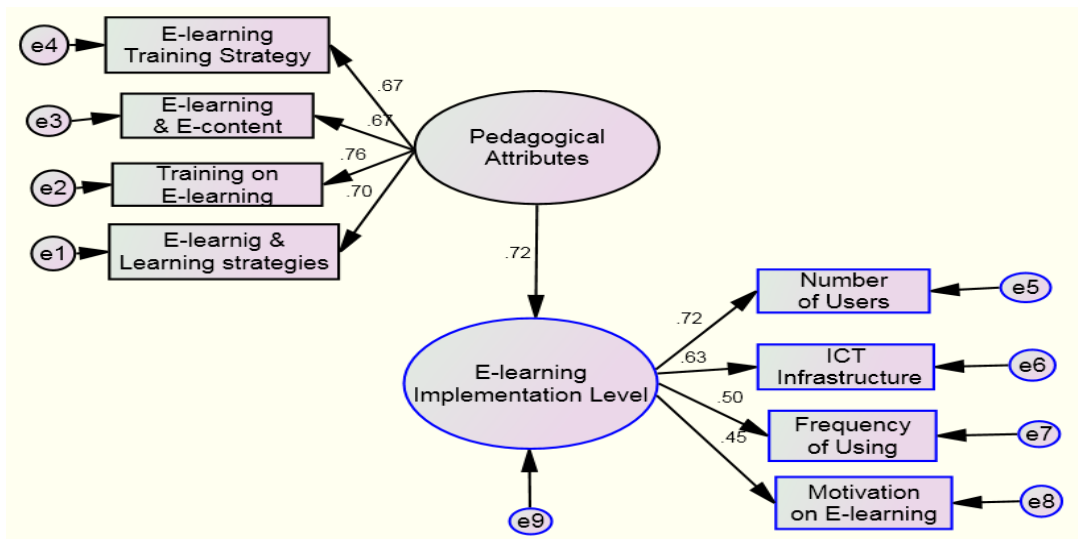 e4
E-learning
Training Strategy
.67
e3
E-learning
& E-content
.67
Pedagogical
Attributes
e2
Training on
E-learning
.76
e1
E-learnig &
Learning strategies
.70
.72
E-learning
Implementation Level
e9
.72
Number
of Users
e5
.63
ICT
Infrastructure
e6
.50
Frequency
of Using
e7
.45
Motivation
on E-learning
e8